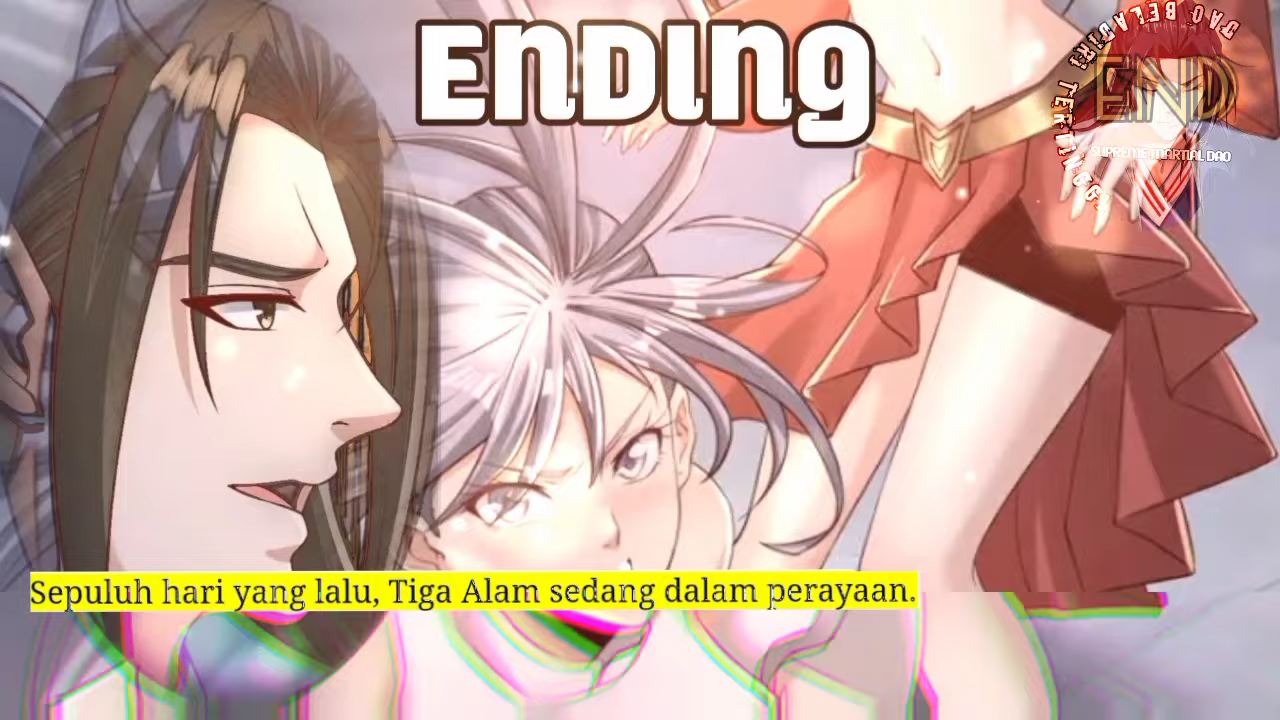 ENDING
DAO BELADIRI TERTINGGI
END
SUPREME MARTIAL DAO
Sepuluh hari yang lalu, Tiga Alam sedang dalam perayaan.